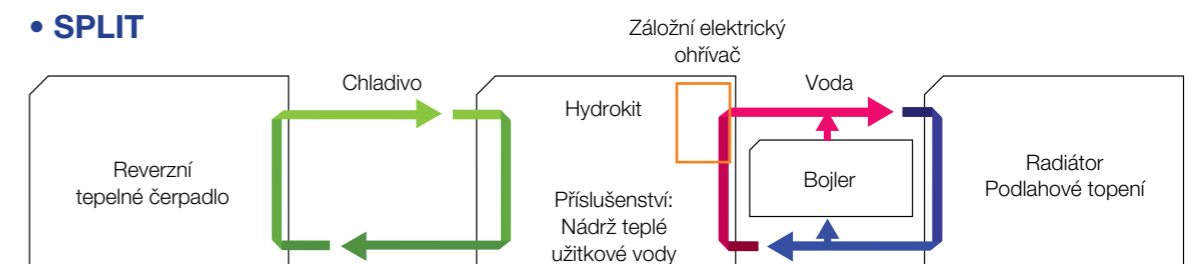 • SPLIT
Záložní elektrický
ohřívač
Chladivo
Voda
Hydrokit
Reverzní
tepelné čerpadlo
Příslušenství:
Nádrž teplé
užitkové vody
Bojler
Radiátor
Podlahové topení